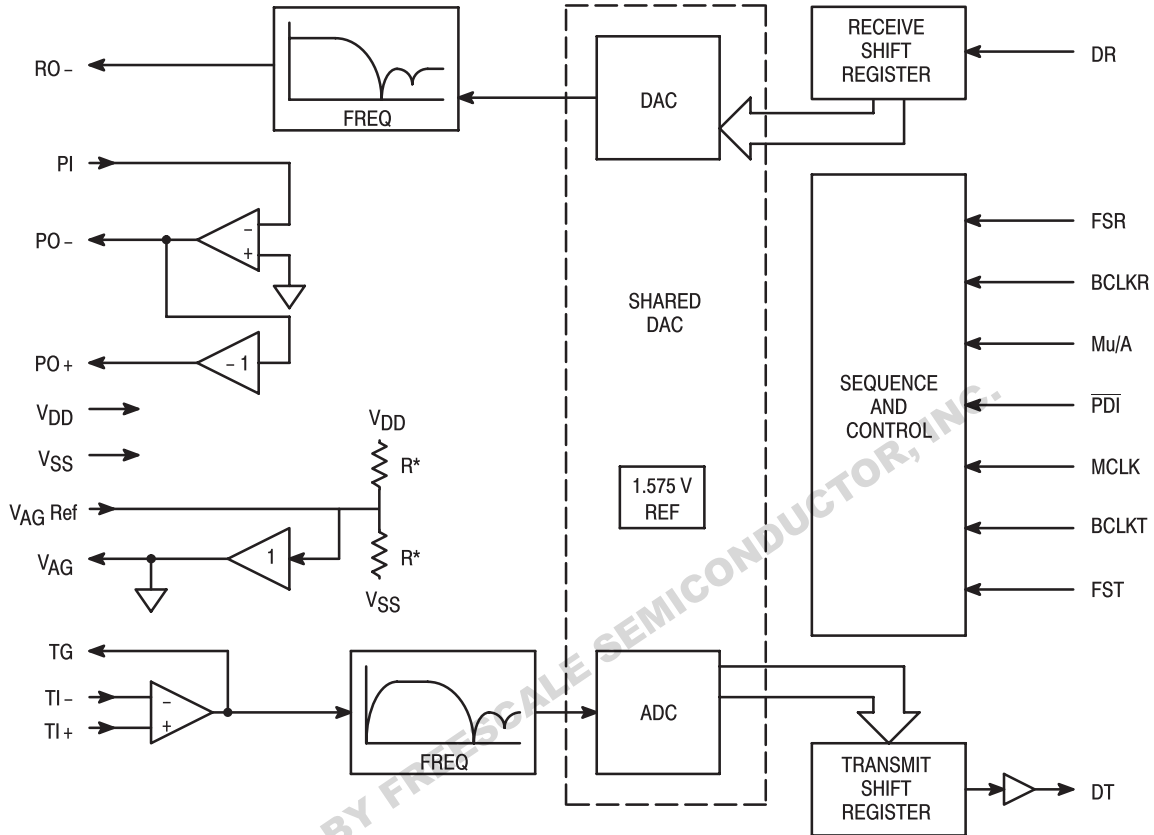 RO –
FREQ
DAC
RECEIVE
SHIFT
REGISTER
DR
PI
PO –
–
+
PO +
– 1
SHARED
DAC
SEQUENCE
AND
CONTROL
FSR
BCLKR
Mu/A
PDI
MCLK
BCLKT
FST
VDD
VSS
VAG Ref
VAG
1
VDD
R*
R*
VSS
1.575 V
REF
TG
TI –
TI +
–
+
FREQ
ADC
TRANSMIT
SHIFT
REGISTER
DT
BY FREESCALE SEMICONDUCTOR, INC.